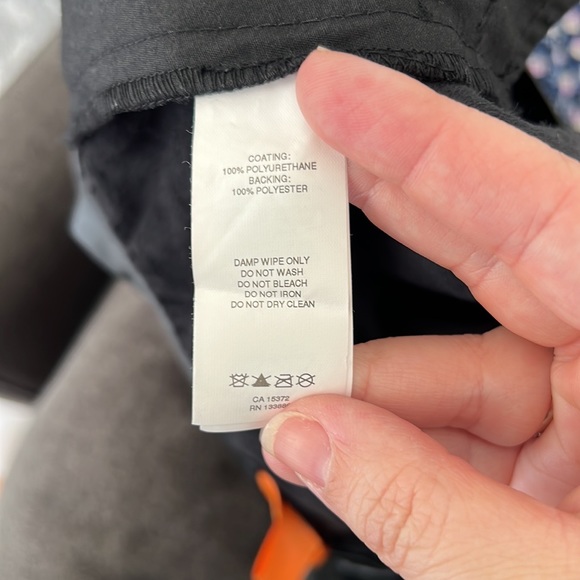 COATING:
100% POLYURETHANE
BACKING:
100% POLYESTER
DAMP WIPE ONLY
DO NOT WASH
DO NOT BLEACH
DO NOT IRON
DO NOT DRY CLEAN
CA 15372
RN